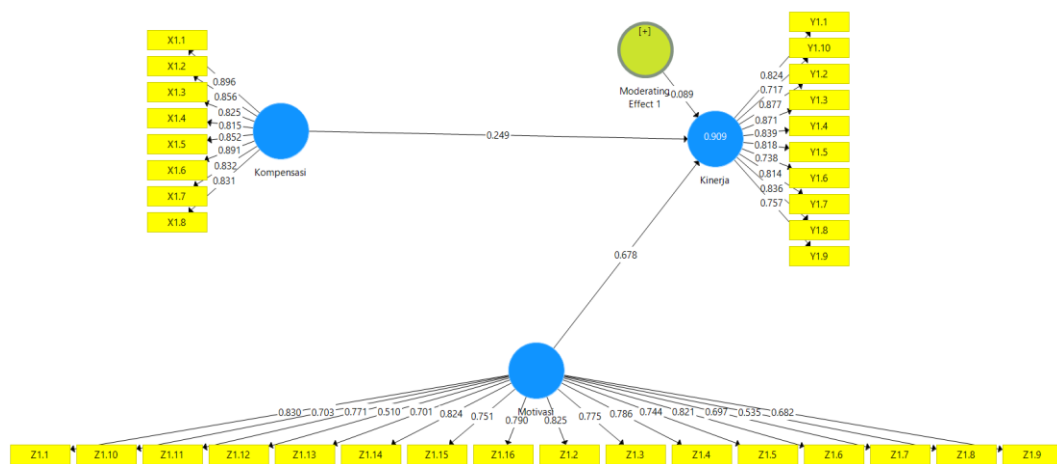 X1.1
X1.2
X1.3
X1.4
X1.5
X1.6
X1.7
X1.8
0.896
0.856
0.825
0.815
0.852
0.891
0.832
0.831
Kompensasi
0.249
[+]
Moderating
Effect 1
-0.089
0.909
Kinerja
0.824
0.717
0.877
0.871
0.839
0.818
0.738
0.814
0.836
0.757
Y1.1
Y1.10
Y1.2
Y1.3
Y1.4
Y1.5
Y1.6
Y1.7
Y1.8
Y1.9
0.678
Motivasi
0.830 0.703 0.771 0.510 0.701 0.824 0.751 0.790 0.825 0.775 0.786 0.744 0.821 0.697 0.535 0.682
Z1.1 Z1.10 Z1.11 Z1.12 Z1.13 Z1.14 Z1.15 Z1.16 Z1.2 Z1.3 Z1.4 Z1.5 Z1.6 Z1.7 Z1.8 Z1.9